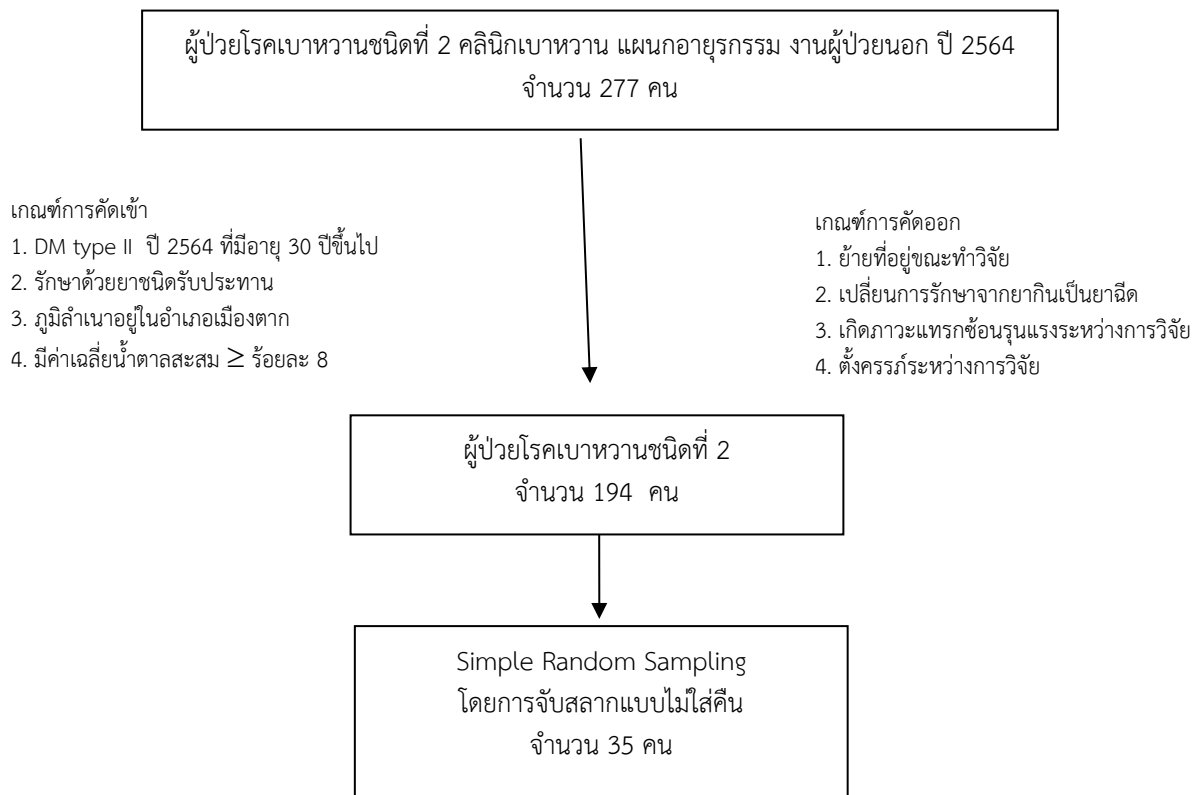 ผู้ป่วยโรคเบาหวานชนิดที่ 2 คลินิกเบาหวาน แผนกอายุรกรรม งานผู้ป่วยนอก ปี 2564
จำนวน 277 คน
เกณฑ์การคัดเข้า
1. DM type II ปี 2564 ที่มีอายุ 30 ปีขึ้นไป
2. รักษาด้วยยาชนิดรับประทาน
3. ภูมิลำเนาอยู่ในอำเภอเมืองตาก
4. มีค่าเฉลี่ยน้ำตาลสะสม ≥ ร้อยละ 8
เกณฑ์การคัดออก
1. ย้ายที่อยู่ขณะทำวิจัย
2. เปลี่ยนการรักษาจากยากินเป็นยาฉีด
3. เกิดภาวะแทรกซ้อนรุนแรงระหว่างการวิจัย
4. ตั้งครรภ์ระหว่างการวิจัย
ผู้ป่วยโรคเบาหวานชนิดที่ 2
จำนวน 194 คน
Simple Random Sampling
โดยการจับสลากแบบไม่ใส่คืน
จำนวน 35 คน